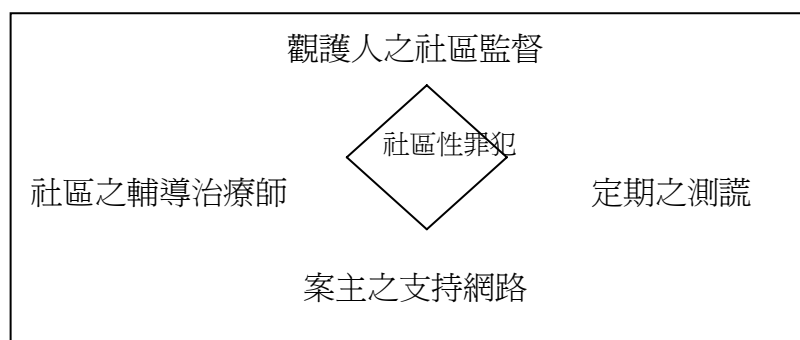 觀護人之社區監督
社區性罪犯
社區之輔導治療師
定期之測謊
案主之支持網路